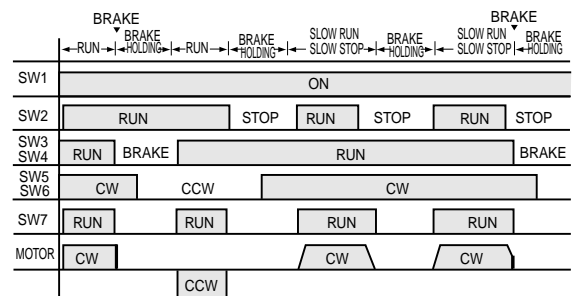 BRAKE BRAKE
RUN BRAKE HOLDING RUN BRAKE HOLDING SLOW RUN SLOW STOP BRAKE HOLDING SLOW RUN SLOW STOP BRAKE HOLDING
SW1 ON
SW2 RUN STOP RUN STOP RUN STOP
SW3 SW4 RUN BRAKE RUN BRAKE
SW5 SW6 CW CCW CW
SW7 RUN RUN RUN RUN
MOTOR CW CW CW
CCW